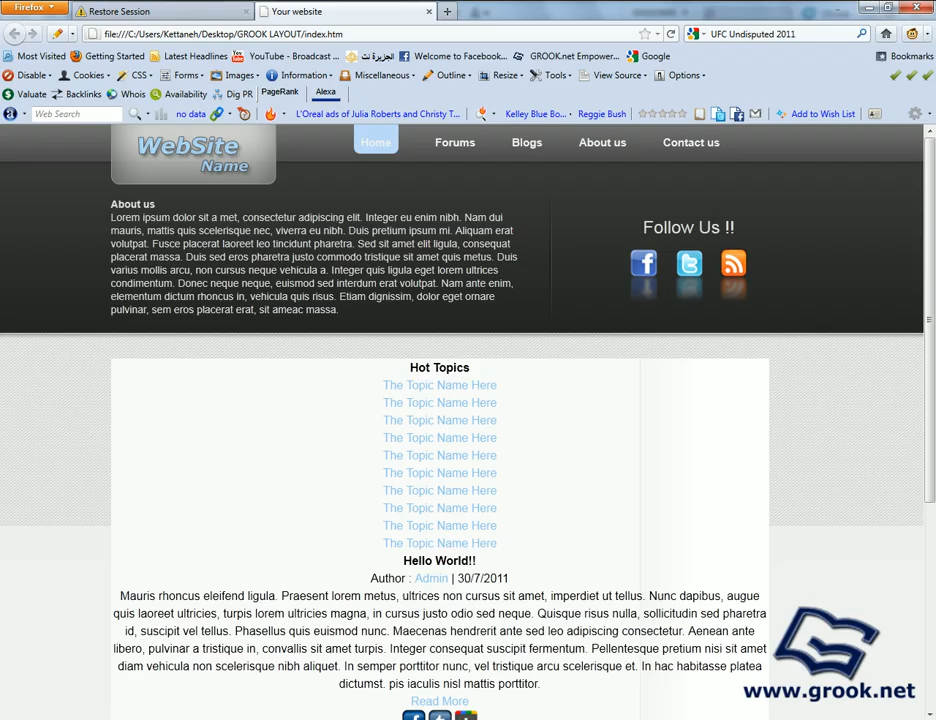 Firefox
Restore Session
Your website
file:///C:/Users/Kettaneh/Desktop/GROOK LAYOUT/index.htm
UFC Undisputed 2011
Most Visited Getting Started Latest Headlines YouTube - Broadcast ... الجزيرة نت Welcome to Facebook... GROOK.net Empower... Google Bookmarks
Disable Cookies CSS Forms Images Information Miscellaneous Outline Resize Tools View Source Options
Valuate Backlinks Whois Availability Dig PR PageRank Alexa
Web Search no data L'Oreal ads of Julia Roberts and Christy T... Kelley Blue Bo... Reggie Bush Add to Wish List
WebSite
Name
Home Forums Blogs About us Contact us
About us
Lorem ipsum dolor sit a met, consectetur adipiscing elit. Integer eu enim nibh. Nam dui
mauris, mattis quis scelerisque nec, viverra eu nibh. Duis pretium ipsum mi. Aliquam erat
volutpat. Fusce placerat laoreet leo tincidunt pharetra. Sed sit amet elit ligula, consequat
placerat massa. Duis sed eros pharetra justo commodo tristique sit amet quis metus. Duis
varius mollis arcu, non cursus neque vehicula a. Integer quis ligula eget lorem ultrices
condimentum. Donec neque neque, euismod sed interdum erat volutpat. Nam ante enim,
elementum dictum rhoncus in, vehicula quis risus. Etiam dignissim, dolor eget ornare
pulvinar, sem eros placerat erat, sit ameac massa.
Follow Us !!
Hot Topics
The Topic Name Here
The Topic Name Here
The Topic Name Here
The Topic Name Here
The Topic Name Here
The Topic Name Here
The Topic Name Here
The Topic Name Here
The Topic Name Here
The Topic Name Here
Hello World!!
Author : Admin | 30/7/2011
Mauris rhoncus eleifend ligula. Praesent lorem metus, ultrices non cursus sit amet, imperdiet ut tellus. Nunc dapibus, augue
quis laoreet ultricies, turpis lorem ultricies magna, in cursus justo odio sed neque. Quisque risus nulla, sollicitudin sed pharetra
id, suscipit vel tellus. Phasellus quis euismod nunc. Maecenas hendrerit ante sed leo adipiscing consectetur. Aenean ante
libero, pulvinar a tristique in, convallis sit amet turpis. Integer consequat suscipit fermentum. Pellentesque pretium nisi sit amet
diam vehicula non scelerisque nibh aliquet. In semper porttitor nunc, vel tristique arcu scelerisque et. In hac habitasse platea
dictumst. pis iaculis nisl mattis porttitor.
Read More
www.grook.net